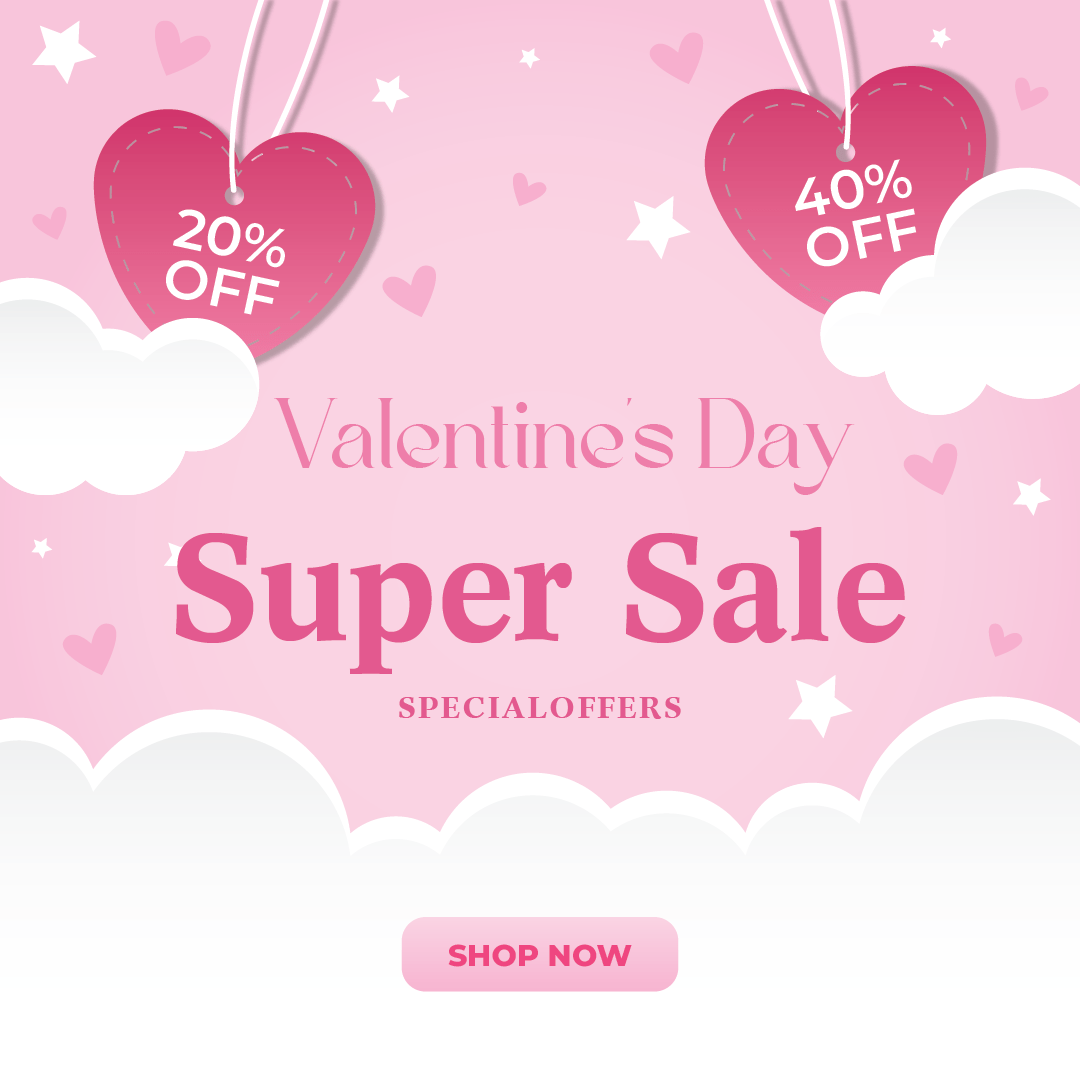 20%
OFF
40%
OFF
Valentine's Day
Super Sale
SPECIALOFFERS
SHOP NOW